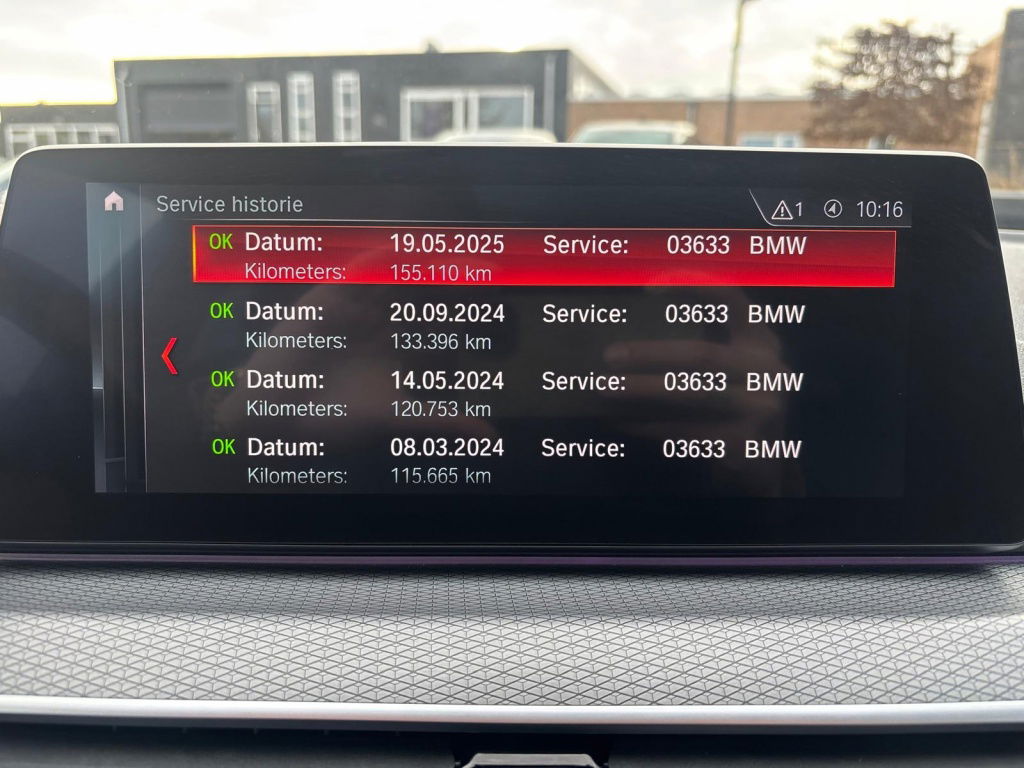 Service historie
1 10:16
OK Datum: 19.05.2025 Service: 03633 BMW
Kilometers: 155.110 km
OK Datum: 20.09.2024 Service: 03633 BMW
Kilometers: 133.396 km
OK Datum: 14.05.2024 Service: 03633 BMW
Kilometers: 120.753 km
OK Datum: 08.03.2024 Service: 03633 BMW
Kilometers: 115.665 km